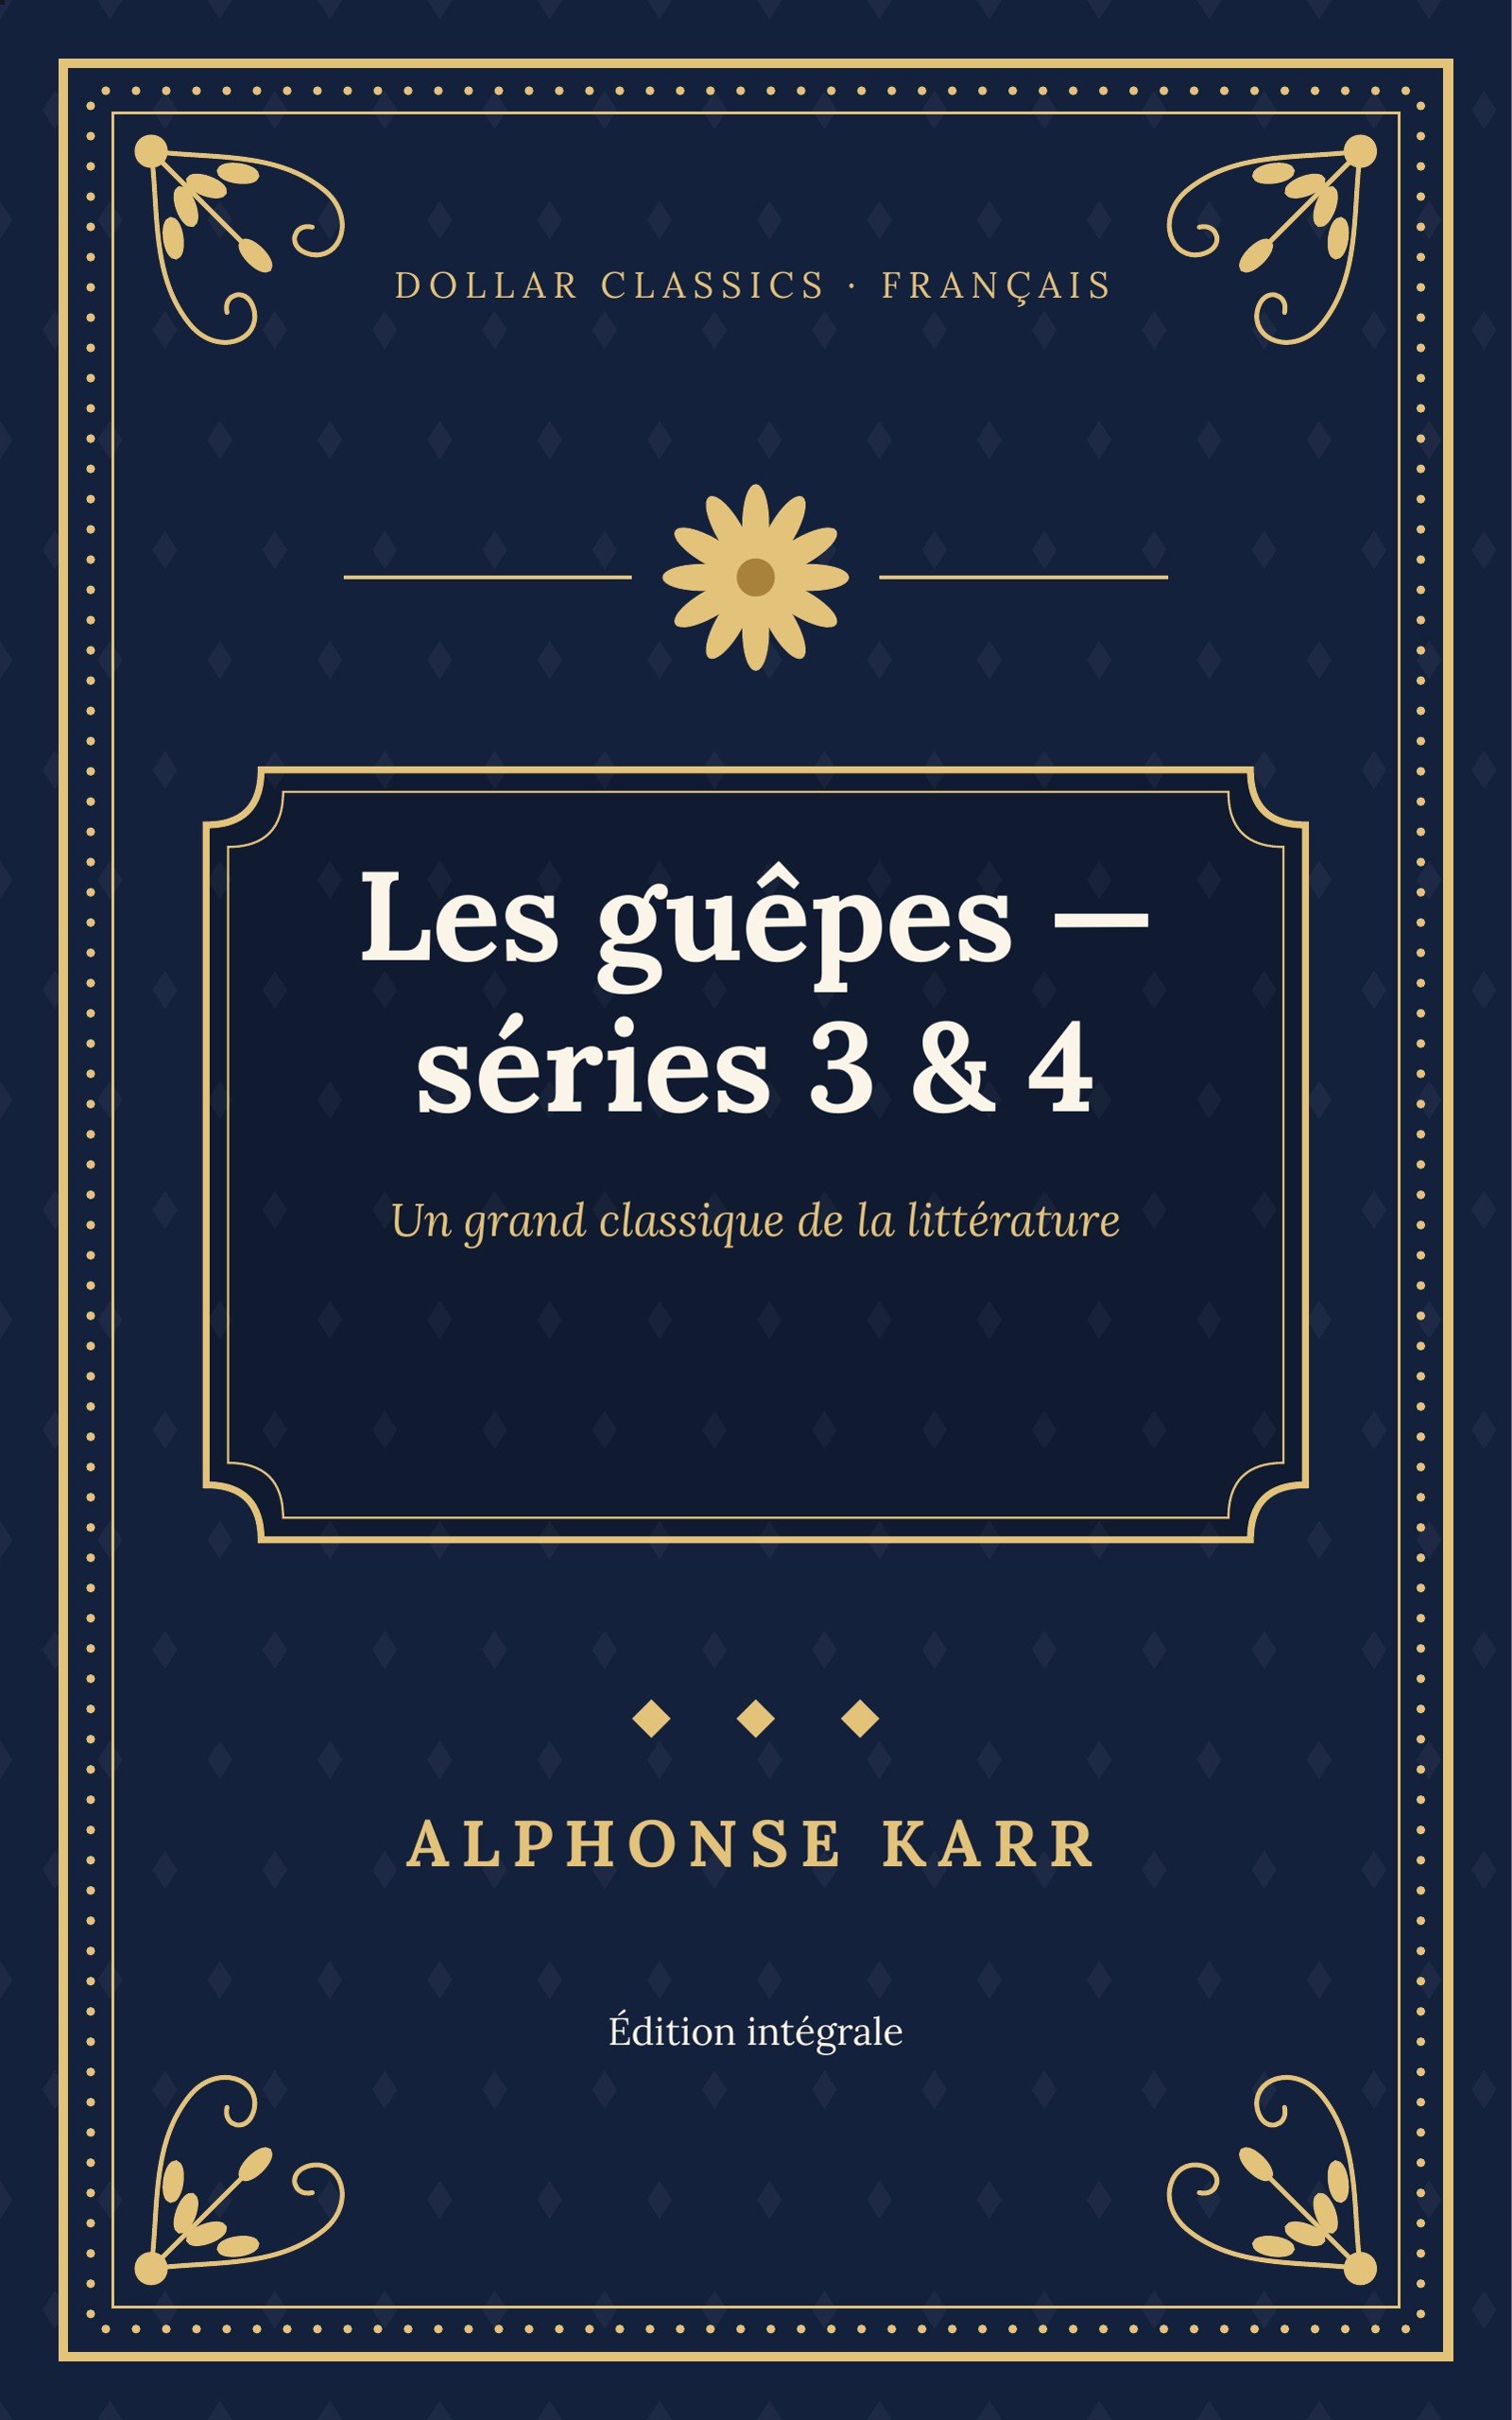 DOLLAR CLASSICS · FRANÇAIS
Les guêpes —
séries 3 & 4
Un grand classique de la littérature
ALPHONSE KARR
Édition intégrale